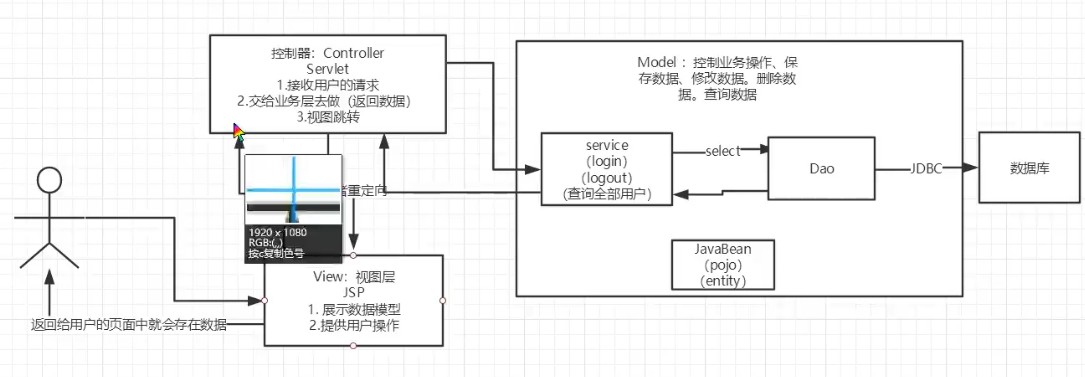 控制器：Controller
Servlet
1.接收用户的请求
2.交给业务层去做（返回数据）
3.视图跳转
Model ：控制业务操作、保
存数据、修改数据。删除数
据。查询数据
service
（login）
（logout）
(查询全部用户)
select
Dao
JDBC
数据库
JavaBean
（pojo）
（entity）
重定向
1920 × 1080
RGB:(,,)
按c复制色号
View：视图层
JSP
1. 展示数据模型
2.提供用户操作
返回给用户的页面中就会存在数据